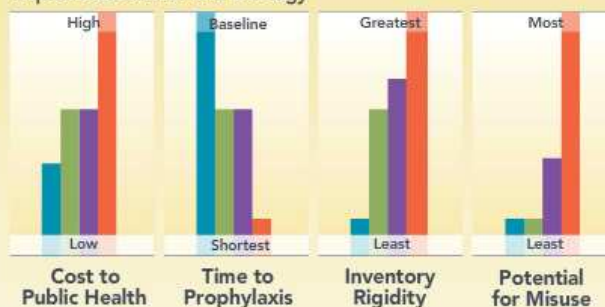 High Baseline Greatest Most
Low Shortest Least Least
Cost to Public Health
Time to Prophylaxis
Inventory Rigidity
Potential for Misuse